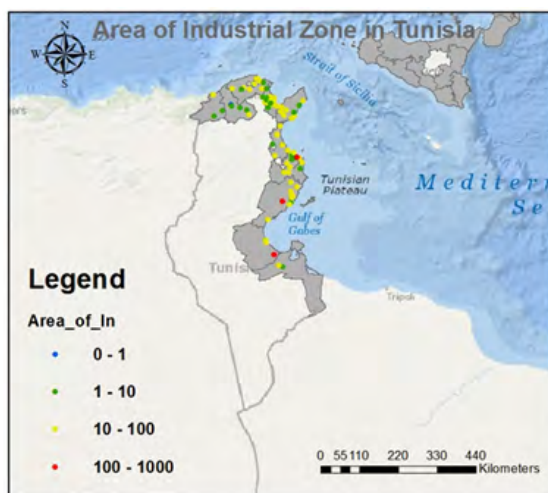 Area of Industrial Zone in Tunisia
N
W
E
S
Strait of Sicilia
Tunisian
Plateau
Mediterr
Se
Gulf of
Gabes
Tunisi
Tripoli
Legend
Area_of_In
0 - 1
1 - 10
10 - 100
100 - 1000
0 55 110 220 330 440
Kilometers